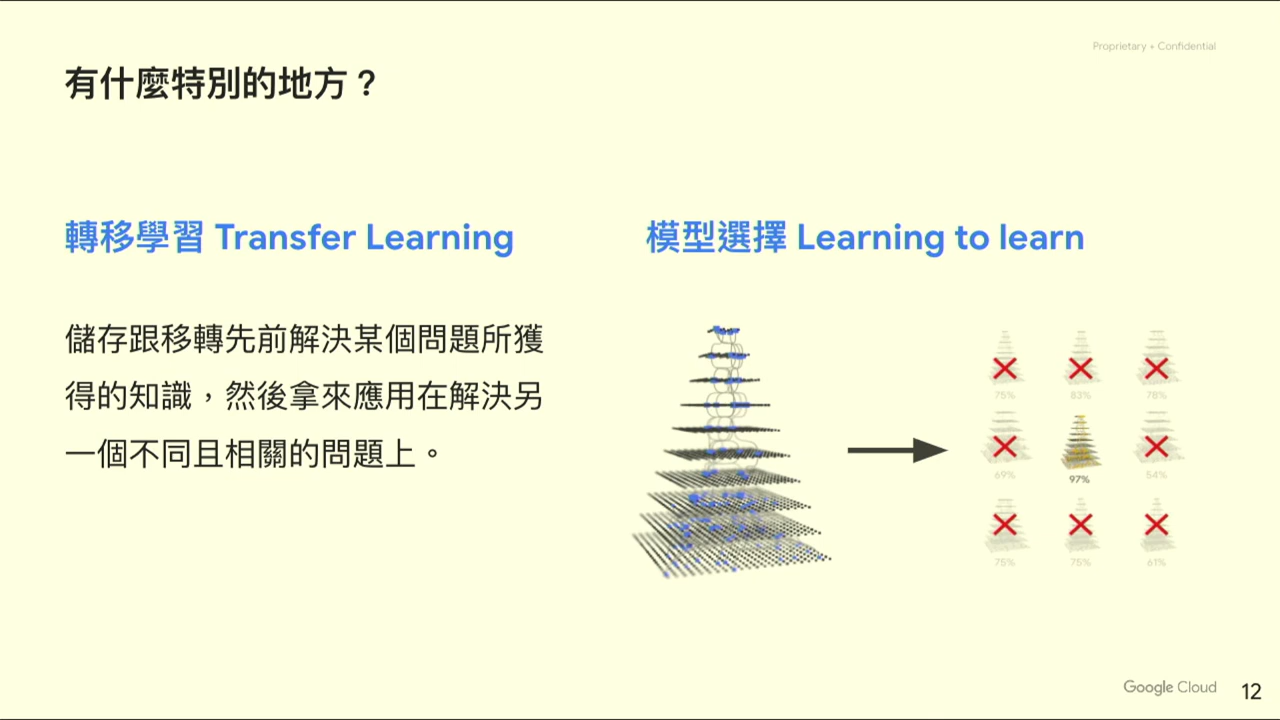 Proprietary + Confidential
有什麼特別的地方？
轉移學習 Transfer Learning
儲存跟移轉先前解決某個問題所獲
得的知識，然後拿來應用在解決另
一個不同且相關的問題上。
模型選擇 Learning to learn
75% 83% 78%
69% 97% 54%
75% 75% 61%
Google Cloud
12